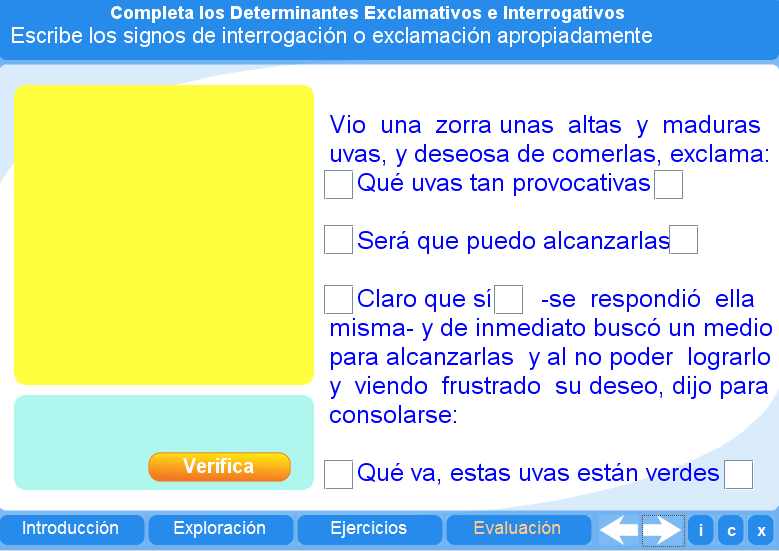 Completa los Determinantes Exclamativos e Interrogativos
Escribe los signos de interrogación o exclamación apropiadamente
Vio una zorra unas altas y maduras
uvas, y deseosa de comerlas, exclama:
Qué uvas tan provocativas
Será que puedo alcanzarlas
Claro que sí -se respondió ella
misma- y de inmediato buscó un medio
para alcanzarlas y al no poder lograrlo
y viendo frustrado su deseo, dijo para
consolarse:
Qué va, estas uvas están verdes
Verifica
Introducción Exploración Ejercicios Evaluación i c x